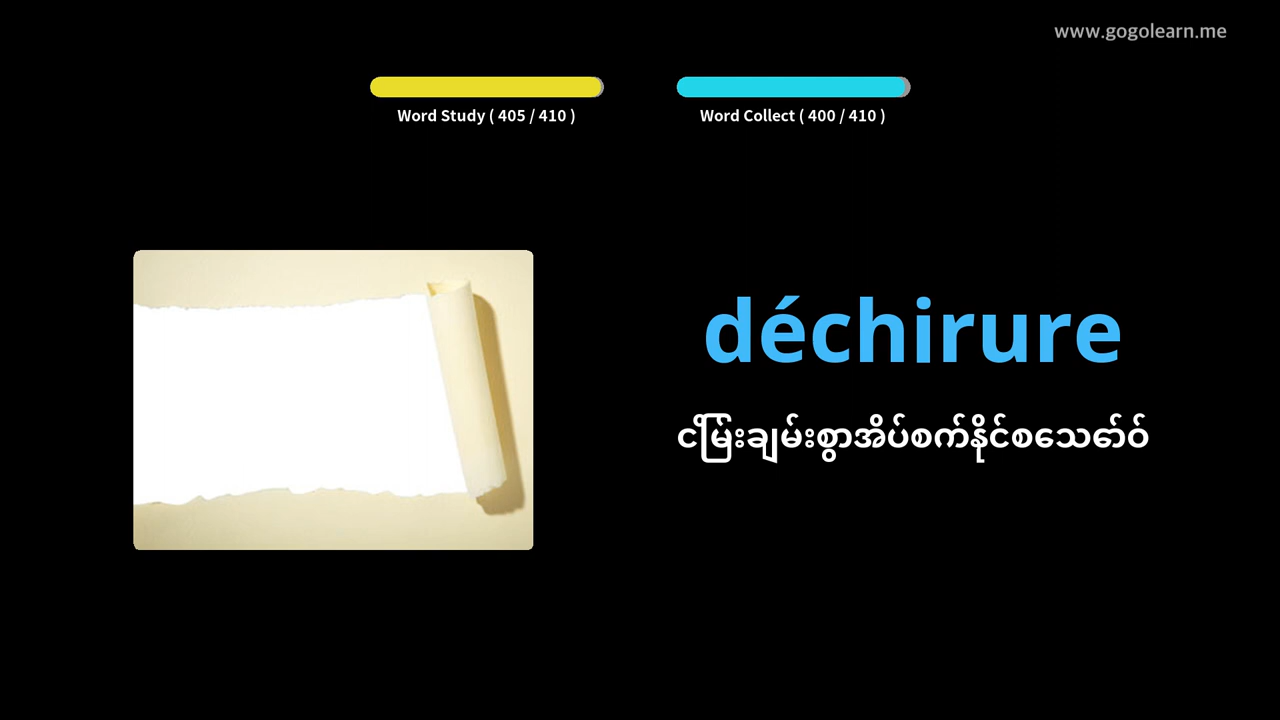 www.gogolearn.me
Word Study ( 405 / 410 )
Word Collect ( 400 / 410 )
déchirure
ငြိမ်းချမ်းစွာအိပ်စက်နိုင်စသေော်ဝ်